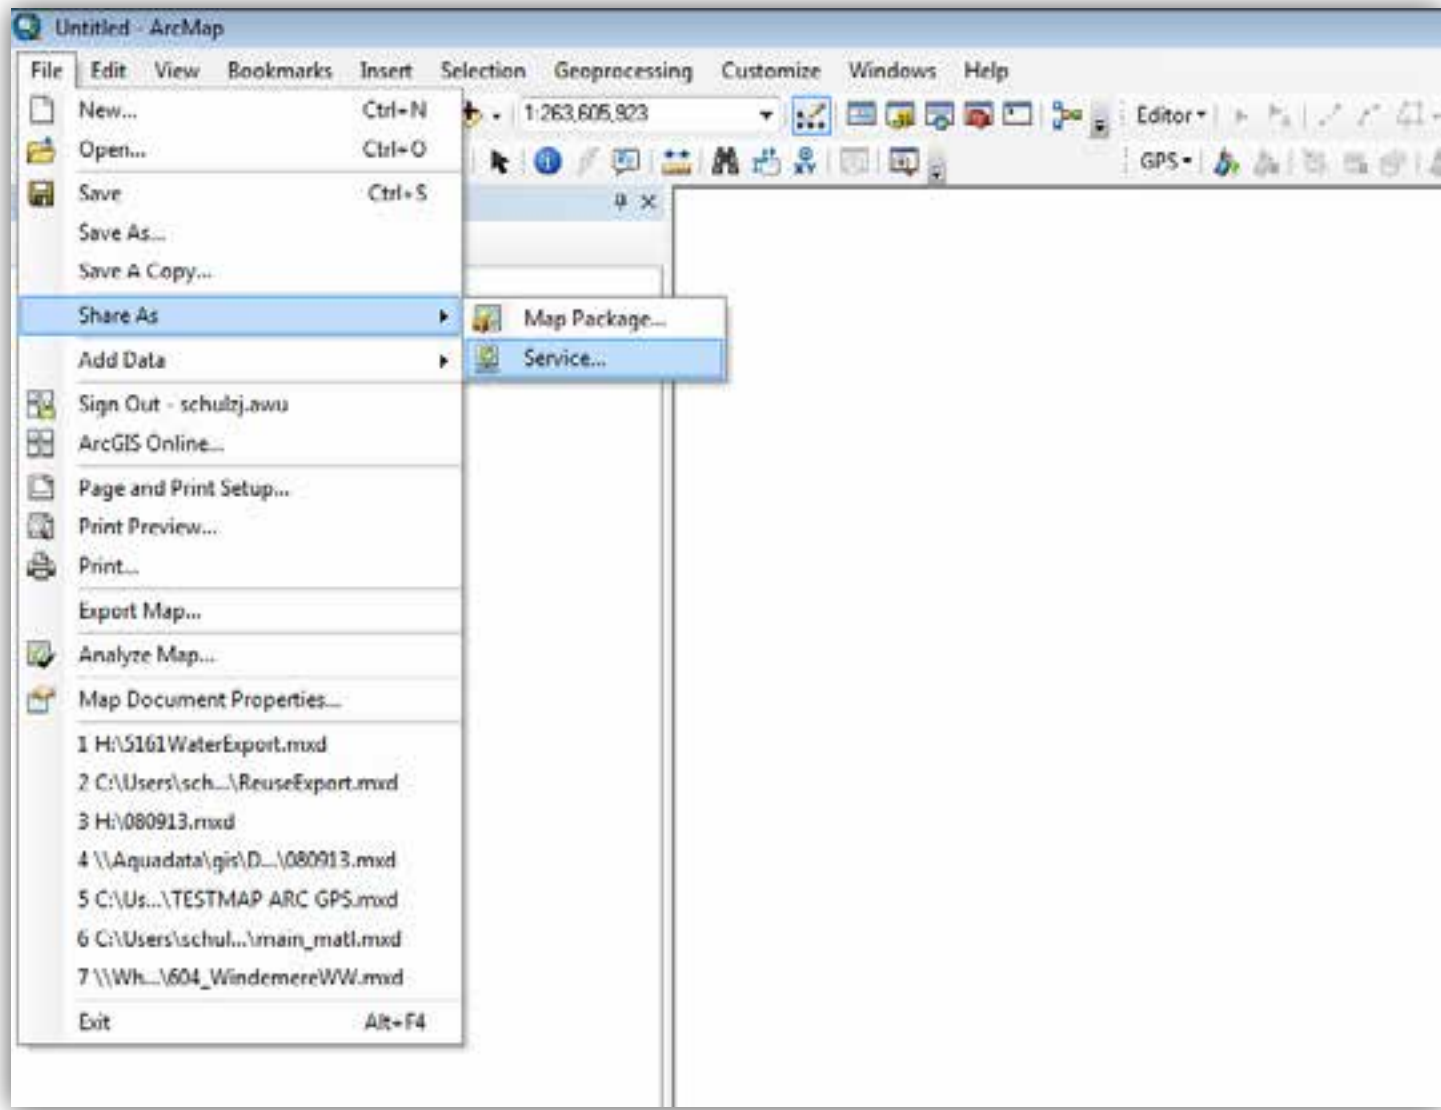 Untitled - ArcMap
File Edit View Bookmarks Insert Selection Geoprocessing Customize Windows Help
New... Ctrl+N
1:263,605,923
Editor
Open... Ctrl+O
GPS
Save Ctrl+S
Save As...
Save A Copy...
Share As
Map Package...
Add Data
Service...
Sign Out - schulzj.awu
ArcGIS Online...
Page and Print Setup...
Print Preview...
Print...
Export Map...
Analyze Map...
Map Document Properties...
1 H:\5161WaterExport.mxd
2 C:\Users\sch...\ReuseExport.mxd
3 H:\080913.mxd
4 \\Aquadata\gis\D...\080913.mxd
5 C:\Us...\TESTMAP ARC GPS.mxd
6 C:\Users\schul...\main_matl.mxd
7 \\Wh...\604_WindemereWW.mxd
Exit Alt+F4